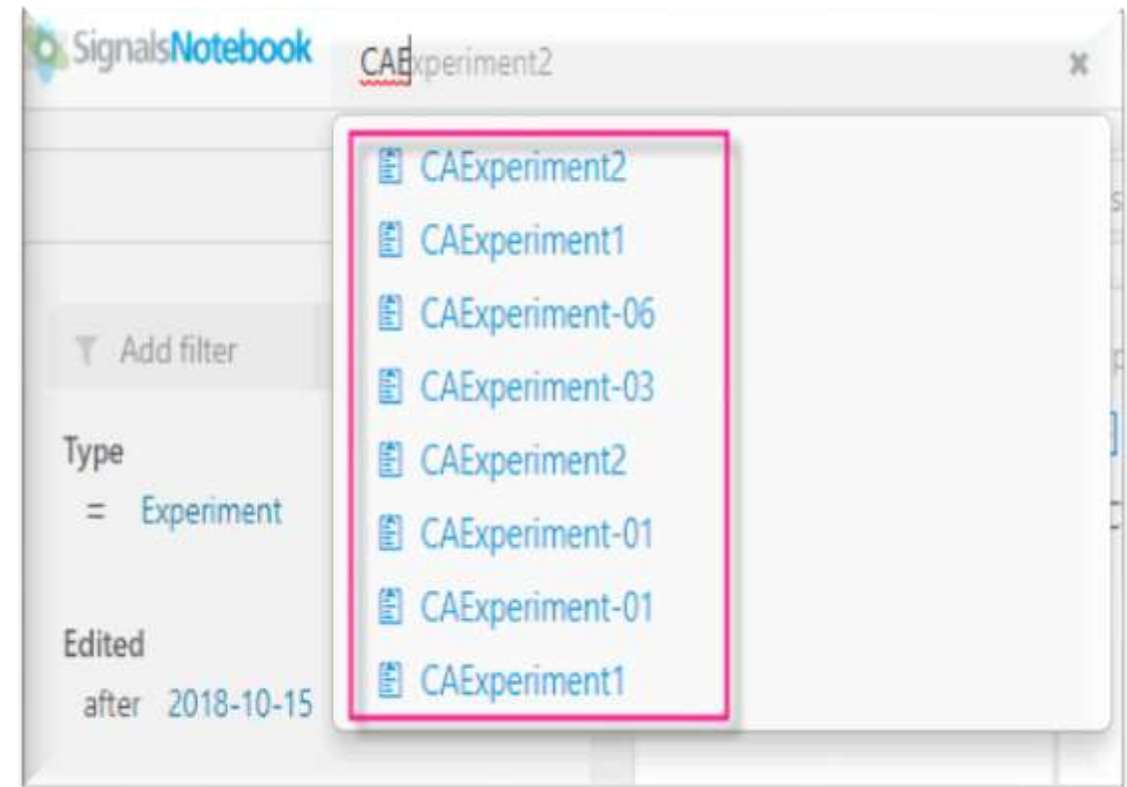 SignalsNotebook
CAExperiment2
CAExperiment2
CAExperiment1
CAExperiment-06
CAExperiment-03
CAExperiment2
CAExperiment-01
CAExperiment-01
CAExperiment1
Add filter
Type
= Experiment
Edited
after 2018-10-15